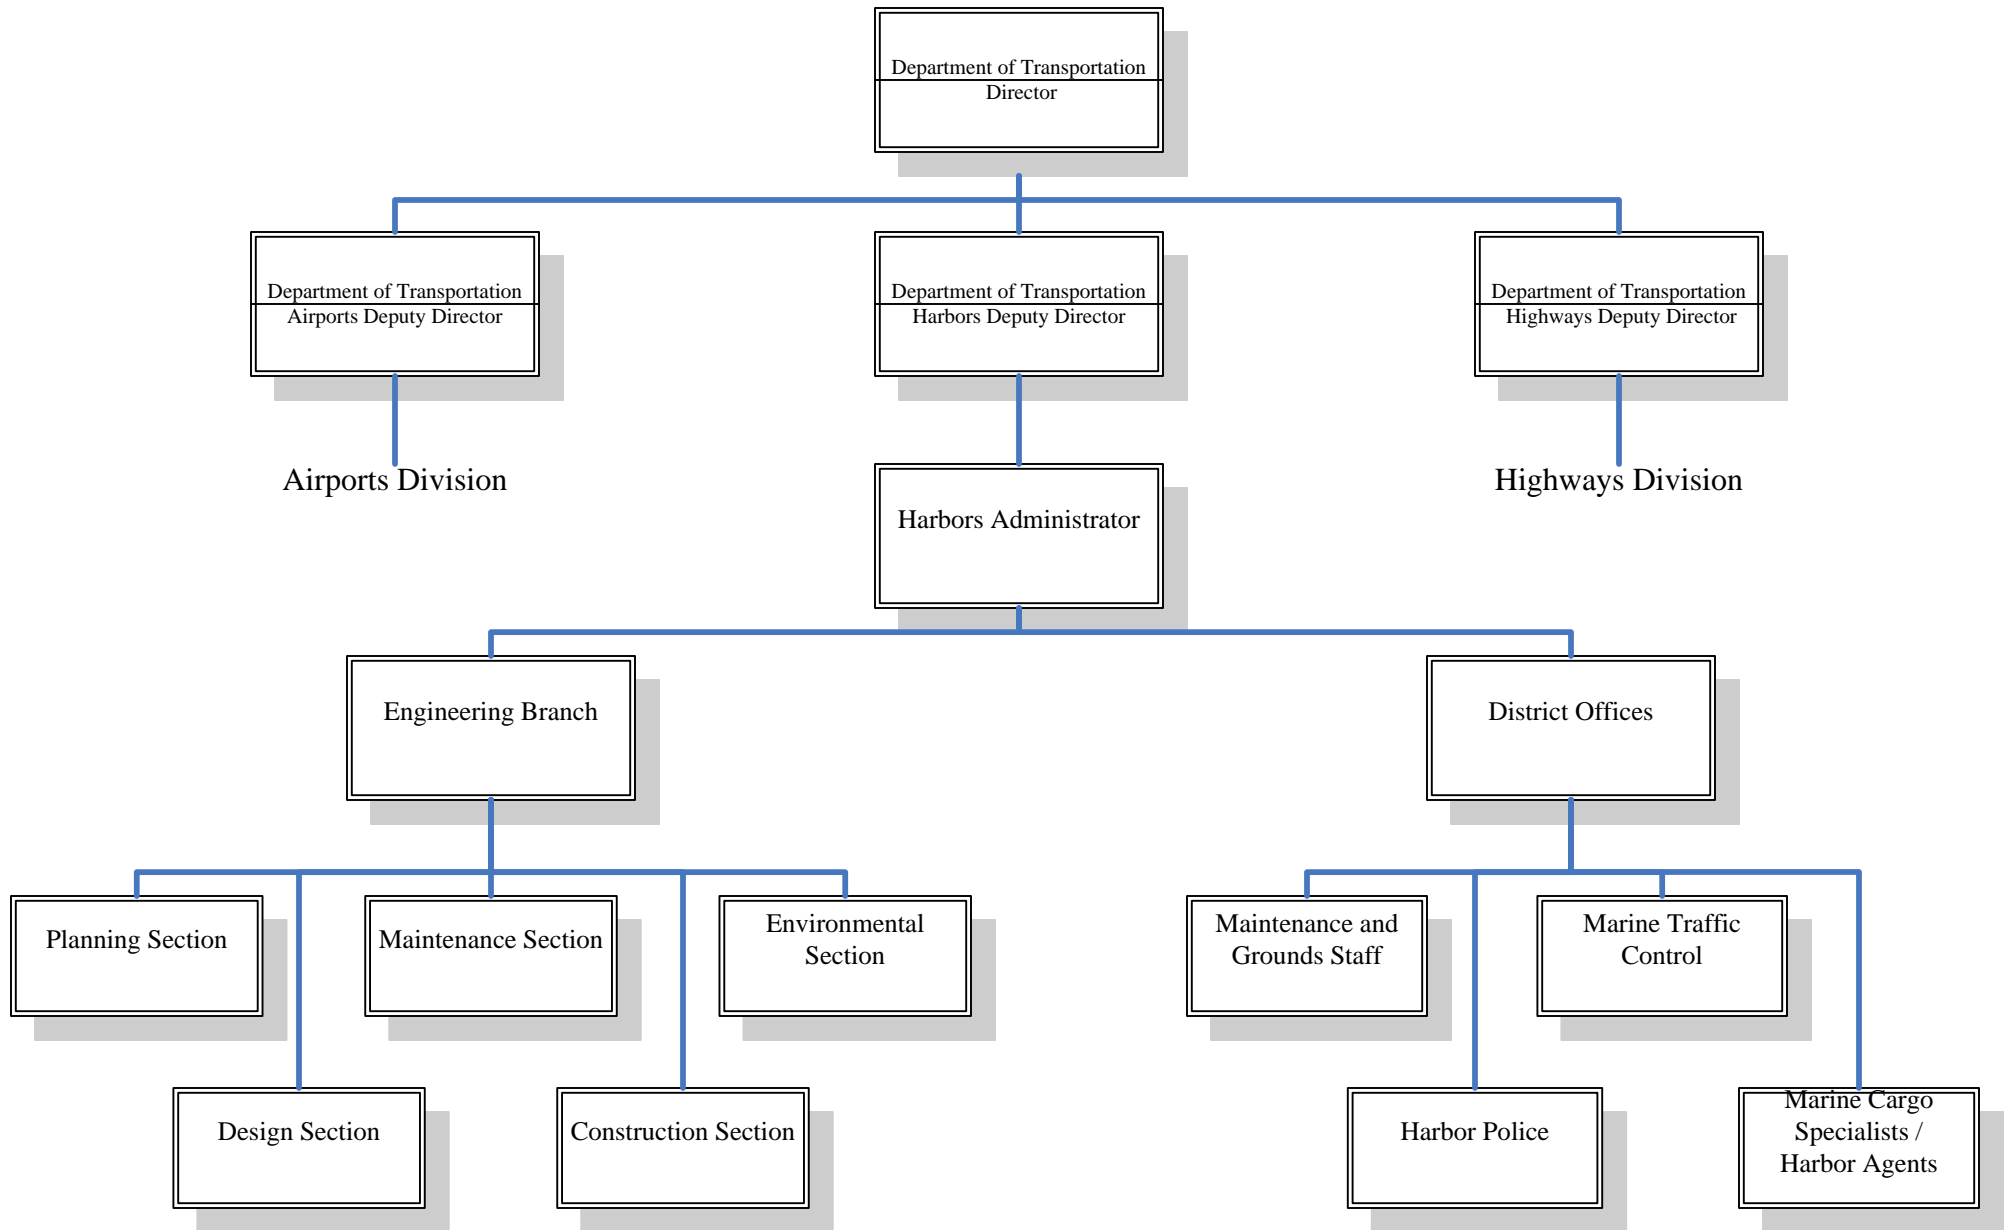 Department of Transportation
Director
Department of Transportation
Airports Deputy Director
Department of Transportation
Harbors Deputy Director
Department of Transportation
Highways Deputy Director
Airports Division
Highways Division
Harbors Administrator
Engineering Branch
District Offices
Planning Section
Maintenance Section
Environmental
Section
Maintenance and
Grounds Staff
Marine Traffic
Control
Design Section
Construction Section
Harbor Police
Marine Cargo
Specialists /
Harbor Agents